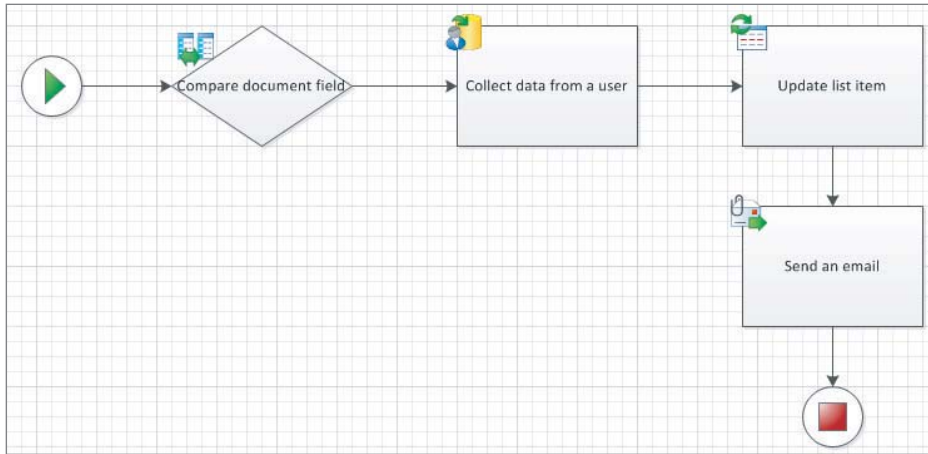 Compare document field
Collect data from a user
Update list item
Send an email